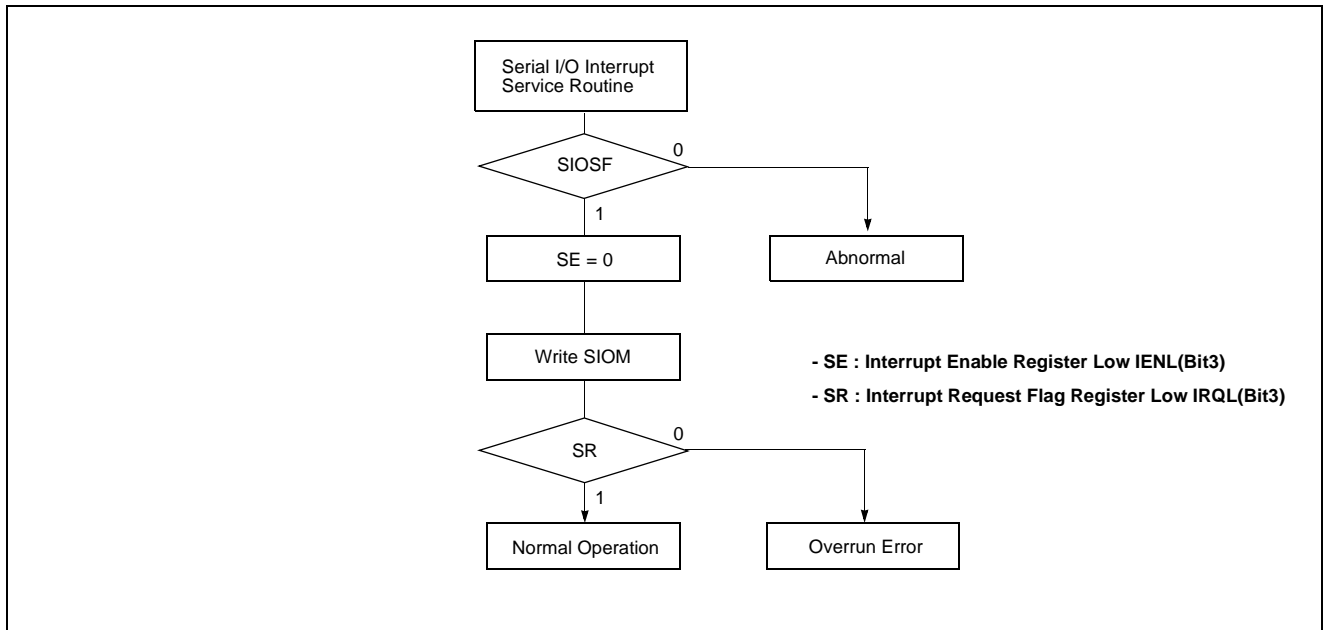 Serial I/O Interrupt
Service Routine
SIOSF
0
1
SE = 0
Abnormal
Write SIOM
- SE : Interrupt Enable Register Low IENL(Bit3)
- SR : Interrupt Request Flag Register Low IRQL(Bit3)
SR
0
1
Normal Operation
Overrun Error